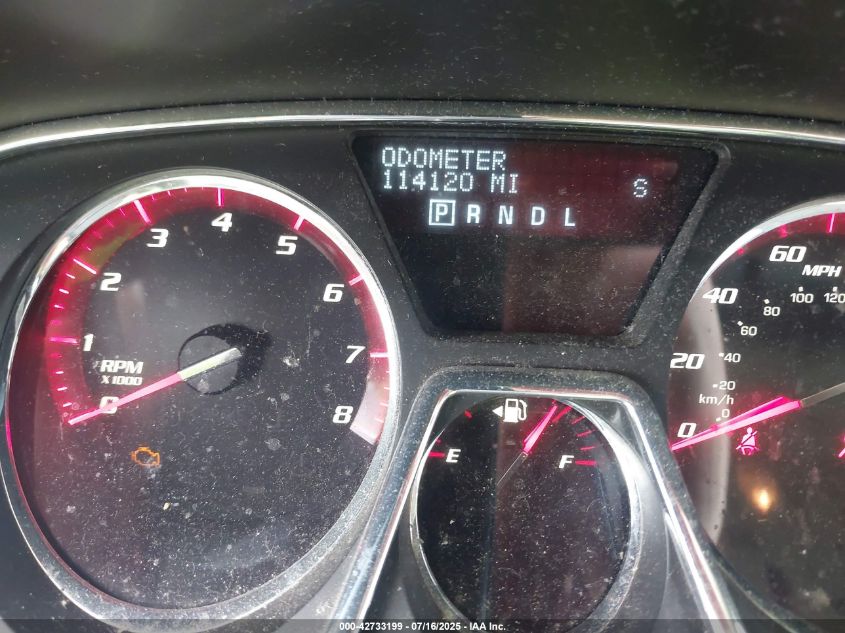 ODOMETER
114120 MI S
P R N D L
0 1 2 3 4 5 6 7 8
RPM
X 1000
E F
0 20 40 60
MPH
0 20 40 60 80 100 120
km/h
000-42733199 - 07/16/2025 - IAA Inc.